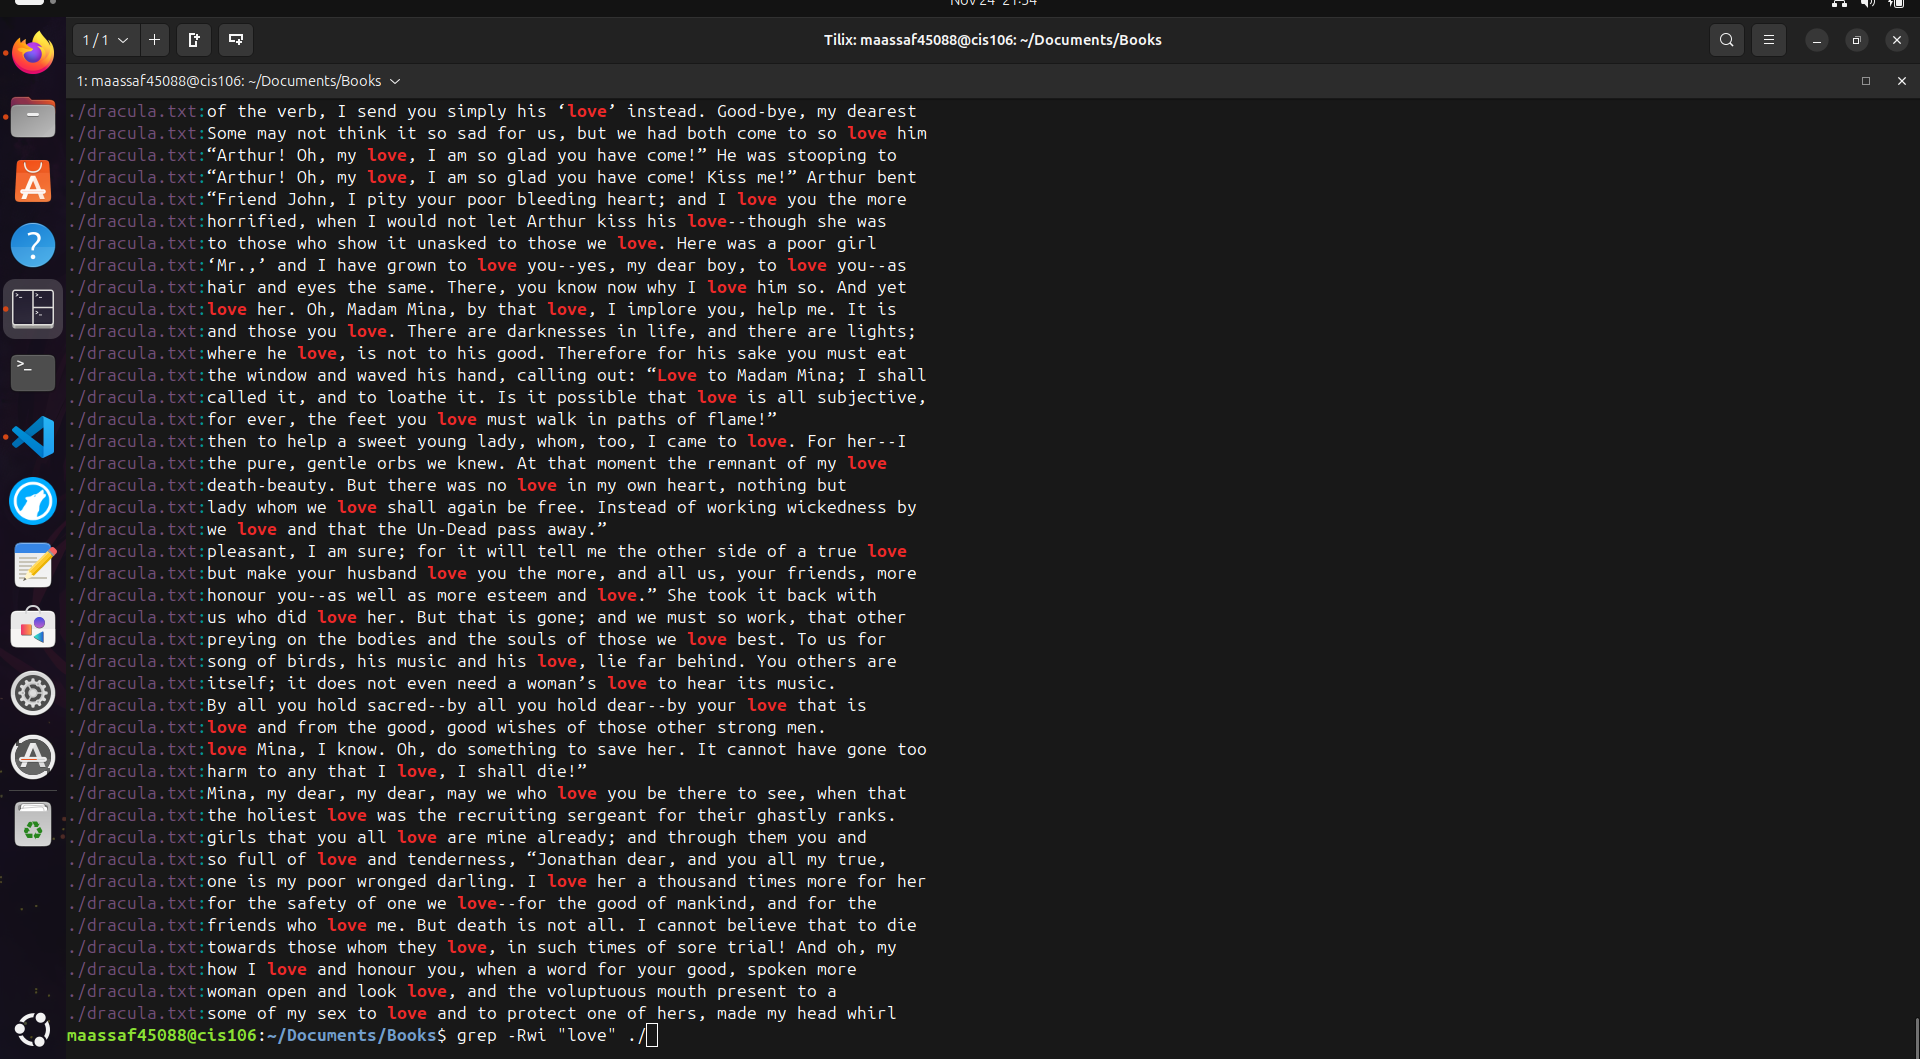 Nov 24 21:54
1 / 1
Tilix: maassaf45088@cis106: ~/Documents/Books
1: maassaf45088@cis106: ~/Documents/Books
./dracula.txt:of the verb, I send you simply his ‘love’ instead. Good-bye, my dearest
./dracula.txt:Some may not think it so sad for us, but we had both come to so love him
./dracula.txt:“Arthur! Oh, my love, I am so glad you have come!” He was stooping to
./dracula.txt:“Arthur! Oh, my love, I am so glad you have come! Kiss me!” Arthur bent
./dracula.txt:“Friend John, I pity your poor bleeding heart; and I love you the more
./dracula.txt:horrified, when I would not let Arthur kiss his love--though she was
./dracula.txt:to those who show it unasked to those we love. Here was a poor girl
./dracula.txt:‘Mr.,’ and I have grown to love you--yes, my dear boy, to love you--as
./dracula.txt:hair and eyes the same. There, you know now why I love him so. And yet
./dracula.txt:love her. Oh, Madam Mina, by that love, I implore you, help me. It is
./dracula.txt:and those you love. There are darknesses in life, and there are lights;
./dracula.txt:where he love, is not to his good. Therefore for his sake you must eat
./dracula.txt:the window and waved his hand, calling out: “Love to Madam Mina; I shall
./dracula.txt:called it, and to loathe it. Is it possible that love is all subjective,
./dracula.txt:for ever, the feet you love must walk in paths of flame!”
./dracula.txt:then to help a sweet young lady, whom, too, I came to love. For her--I
./dracula.txt:the pure, gentle orbs we knew. At that moment the remnant of my love
./dracula.txt:death-beauty. But there was no love in my own heart, nothing but
./dracula.txt:lady whom we love shall again be free. Instead of working wickedness by
./dracula.txt:we love and that the Un-Dead pass away.”
./dracula.txt:pleasant, I am sure; for it will tell me the other side of a true love
./dracula.txt:but make your husband love you the more, and all us, your friends, more
./dracula.txt:honour you--as well as more esteem and love.” She took it back with
./dracula.txt:us who did love her. But that is gone; and we must so work, that other
./dracula.txt:preying on the bodies and the souls of those we love best. To us for
./dracula.txt:song of birds, his music and his love, lie far behind. You others are
./dracula.txt:itself; it does not even need a woman’s love to hear its music.
./dracula.txt:By all you hold sacred--by all you hold dear--by your love that is
./dracula.txt:love and from the good, good wishes of those other strong men.
./dracula.txt:love Mina, I know. Oh, do something to save her. It cannot have gone too
./dracula.txt:harm to any that I love, I shall die!”
./dracula.txt:Mina, my dear, my dear, may we who love you be there to see, when that
./dracula.txt:the holiest love was the recruiting sergeant for their ghastly ranks.
./dracula.txt:girls that you all love are mine already; and through them you and
./dracula.txt:so full of love and tenderness, “Jonathan dear, and you all my true,
./dracula.txt:one is my poor wronged darling. I love her a thousand times more for her
./dracula.txt:for the safety of one we love--for the good of mankind, and for the
./dracula.txt:friends who love me. But death is not all. I cannot believe that to die
./dracula.txt:towards those whom they love, in such times of sore trial! And oh, my
./dracula.txt:how I love and honour you, when a word for your good, spoken more
./dracula.txt:woman open and look love, and the voluptuous mouth present to a
./dracula.txt:some of my sex to love and to protect one of hers, made my head whirl
maassaf45088@cis106:~/Documents/Books$ grep -Rwi "love" ./